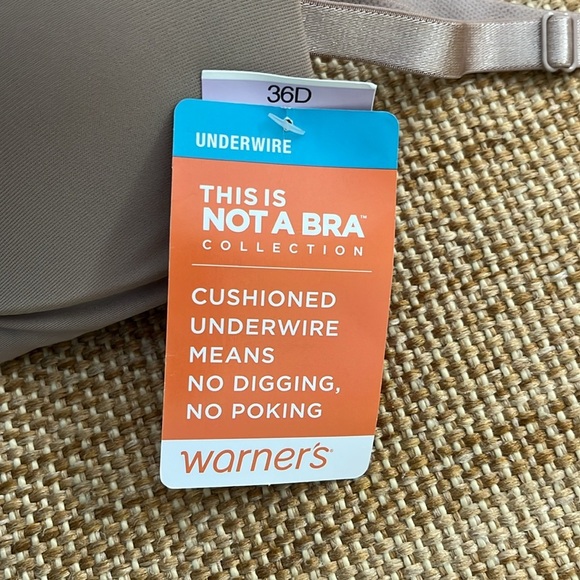 36D
UNDERWIRE
THIS IS
NOT A BRA™
COLLECTION
CUSHIONED
UNDERWIRE
MEANS
NO DIGGING,
NO POKING
warner's®